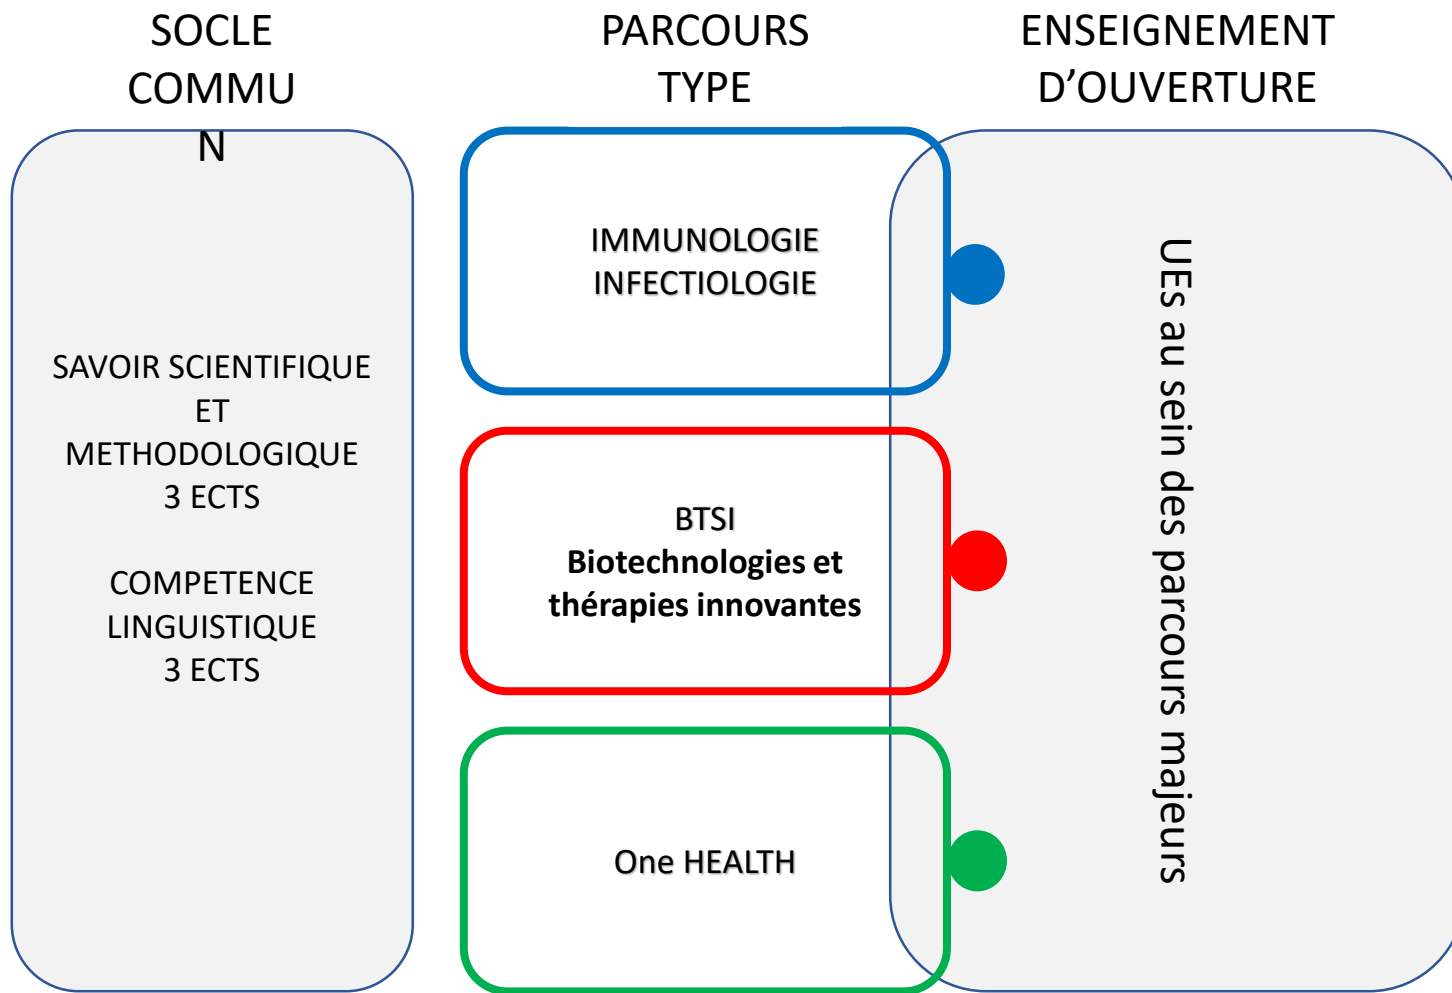 SOCLE
COMMU
N
SAVOIR SCIENTIFIQUE
ET
METHODOLOGIQUE
3 ECTS
COMPETENCE
LINGUISTIQUE
3 ECTS
PARCOURS
TYPE
IMMUNOLOGIE
INFECTIOLOGIE
BTSI
Biotechnologies et
thérapies innovantes
One HEALTH
ENSEIGNEMENT
D’OUVERTURE
UEs au sein des parcours majeurs